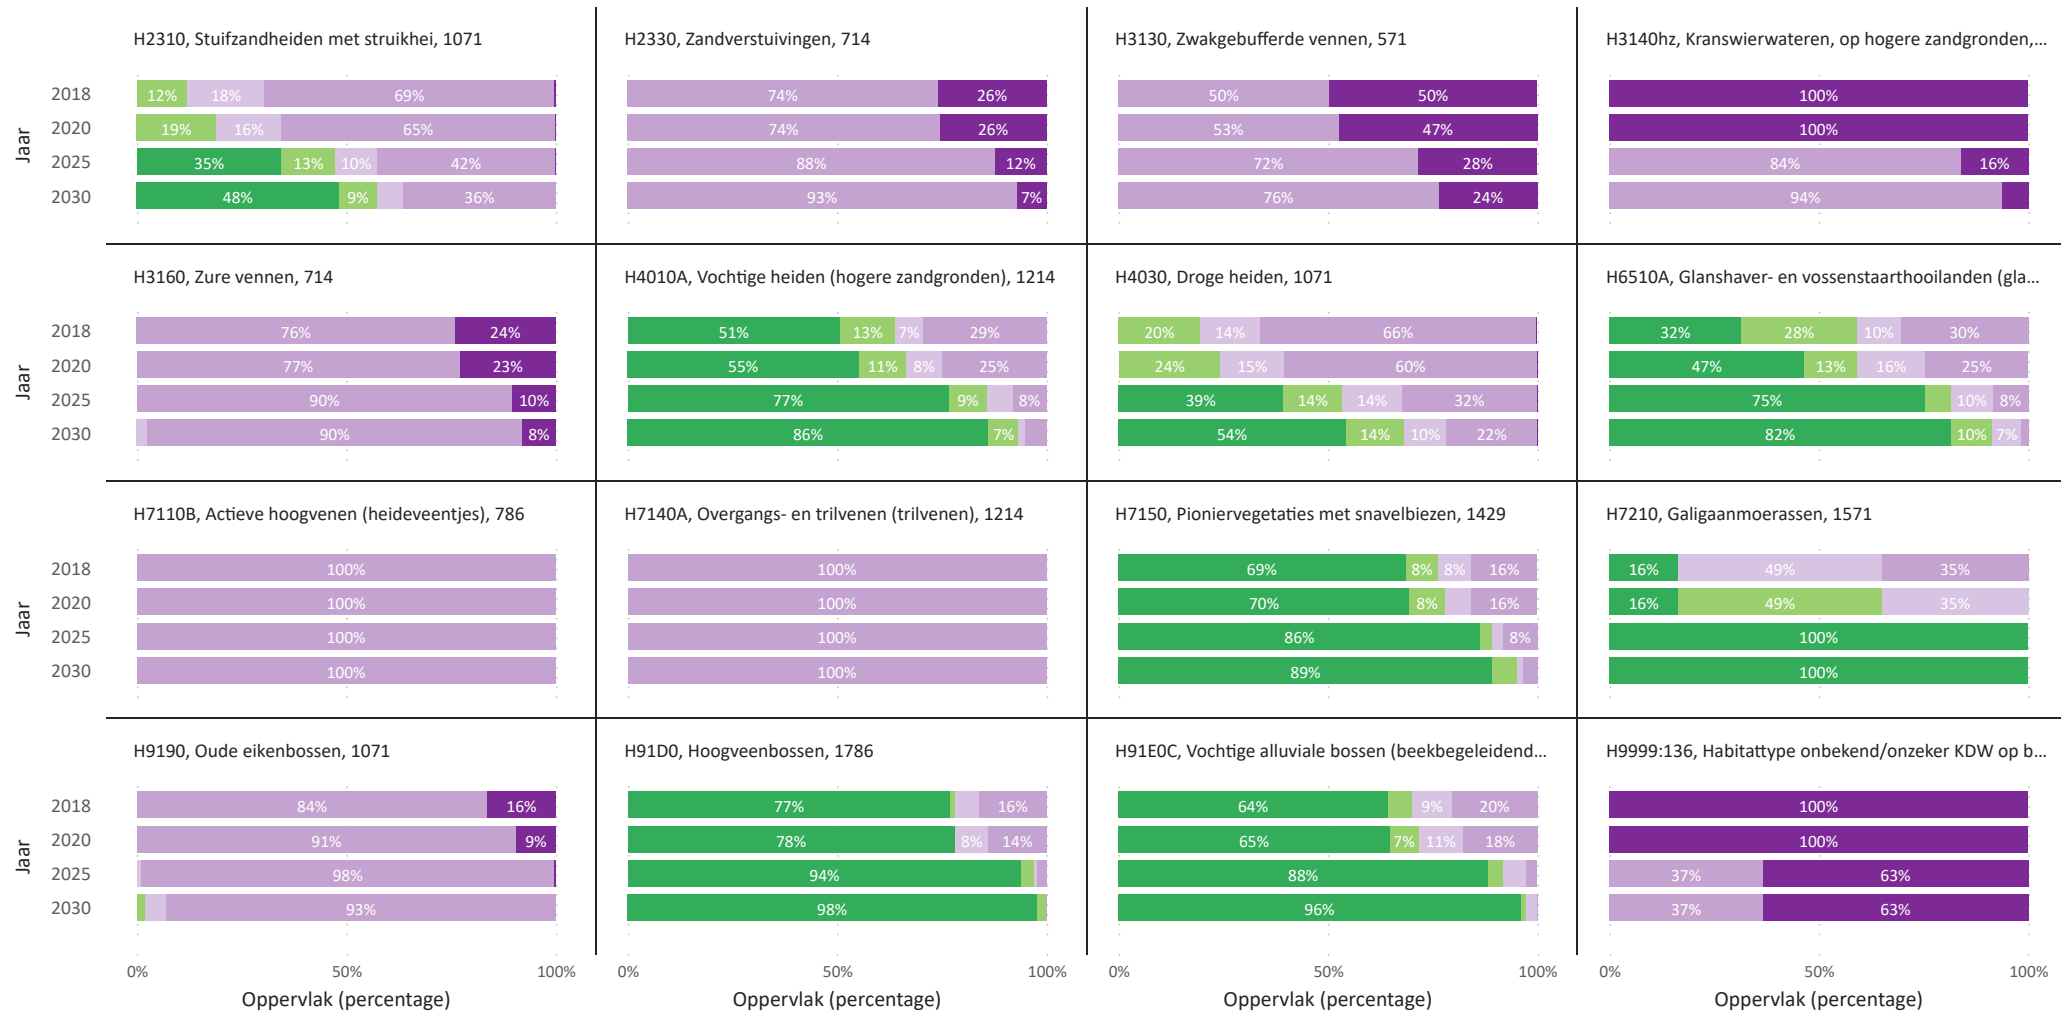 H2310, Stuifzandheiden met struikhei, 1071
H2330, Zandverstuivingen, 714
H3130, Zwakgebufferde vennen, 571
H3140hz, Kranswierwateren, op hogere zandgronden,...
Jaar
2018 12% 18% 69% 74% 26% 50% 50% 100%
2020 19% 16% 65% 74% 26% 53% 47% 100%
2025 35% 13% 10% 42% 88% 12% 72% 28% 84% 16%
2030 48% 9% 36% 93% 7% 76% 24% 94%
H3160, Zure vennen, 714
H4010A, Vochtige heiden (hogere zandgronden), 1214
H4030, Droge heiden, 1071
H6510A, Glanshaver- en vossenstaarthooilanden (gla...
Jaar
2018 76% 24% 51% 13% 7% 29% 20% 14% 66% 32% 28% 10% 30%
2020 77% 23% 55% 11% 8% 25% 24% 15% 60% 47% 13% 16% 25%
2025 90% 10% 77% 9% 8% 39% 14% 14% 32% 75% 10% 8%
2030 90% 8% 86% 7% 54% 14% 10% 22% 82% 10% 7%
H7110B, Actieve hoogvenen (heideveentjes), 786
H7140A, Overgangs- en trilvenen (trilvenen), 1214
H7150, Pioniervegetaties met snavelbiezen, 1429
H7210, Galigaanmoerassen, 1571
Jaar
2018 100% 100% 69% 8% 8% 16% 16% 49% 35%
2020 100% 100% 70% 8% 16% 16% 49% 35%
2025 100% 100% 86% 8% 100%
2030 100% 100% 89% 100%
H9190, Oude eikenbossen, 1071
H91D0, Hoogveenbossen, 1786
H91E0C, Vochtige alluviale bossen (beekbegeleidend...
H9999:136, Habitattype onbekend/onzeker KDW op b...
Jaar
2018 84% 16% 77% 16% 64% 9% 20% 100%
2020 91% 9% 78% 8% 14% 65% 7% 11% 18% 100%
2025 98% 94% 88% 37% 63%
2030 93% 98% 96% 37% 63%
0% 50% 100% 0% 50% 100% 0% 50% 100% 0% 50% 100%
Oppervlak (percentage) Oppervlak (percentage) Oppervlak (percentage) Oppervlak (percentage)